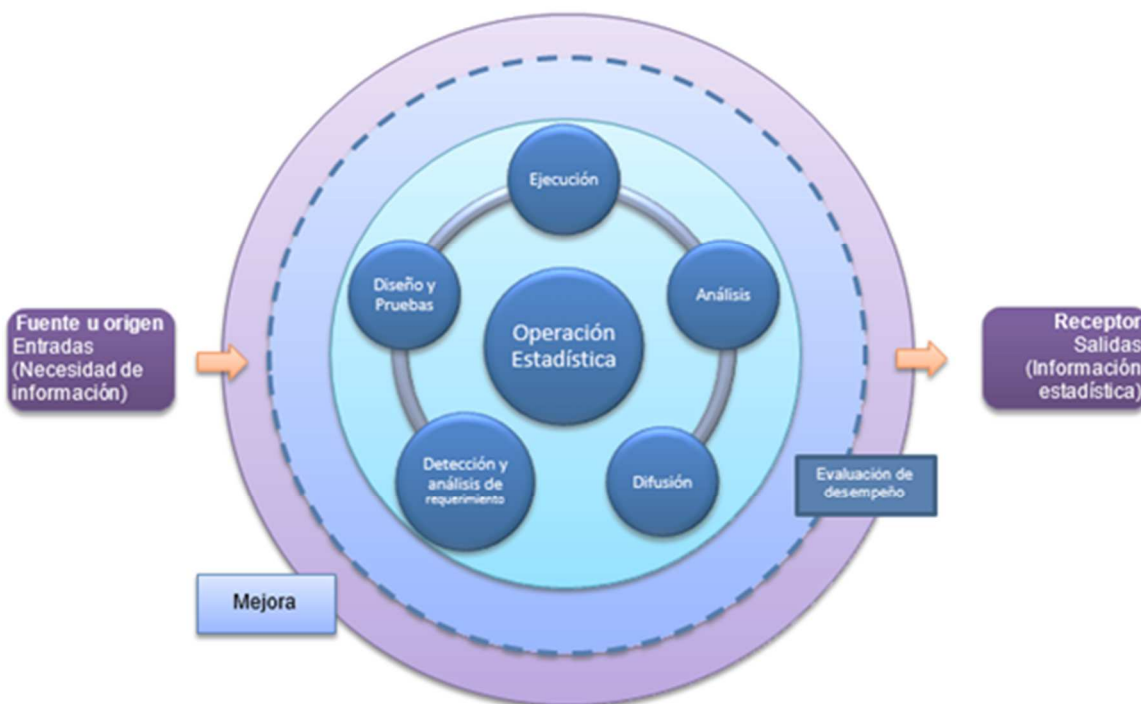 Fuente u origen
Entradas
(Necesidad de
información)
Ejecución
Diseño y
Pruebas
Análisis
Operación
Estadística
Detección y
análisis de
requerimiento
Difusión
Receptor
Salidas
(Información
estadística)
Evaluación de
desempeño
Mejora